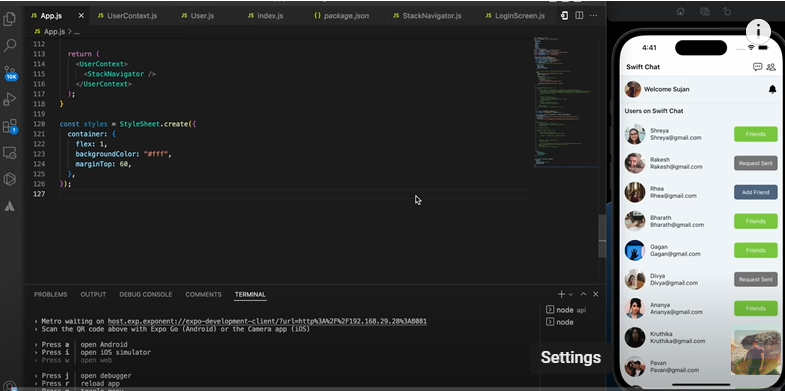 App.js
UserContext.js
User.js
index.js
package.json
StackNavigator.js
LoginScreen.js
App.js > ...
112
113 return (
114 <UserContext>
115 <StackNavigator />
116 </UserContext>
117 );
118 }
119
120 const styles = StyleSheet.create({
121 container: {
122 flex: 1,
123 backgroundColor: "#fff",
124 marginTop: 60,
125 },
126 });
127
10K
PROBLEMS OUTPUT DEBUG CONSOLE COMMENTS TERMINAL
› Metro waiting on host.exp.exponent://expo-development-client/?url=http%3A%2F%2F192.168.29.28%3A8081
› Scan the QR code above with Expo Go (Android) or the Camera app (iOS)
› Press a | open Android
› Press i | open iOS simulator
› Press w | open web
› Press j | open debugger
› Press r | reload app
node api
node
Settings
4:41
Swift Chat
Welcome Sujan
Users on Swift Chat
Shreya
Shreya@gmail.com
Friends
Rakesh
Rakesh@gmail.com
Request Sent
Rhea
Rhea@gmail.com
Add Friend
Bharath
Bharath@gmail.com
Friends
Gagan
Gagan@gmail.com
Friends
Divya
Divya@gmail.com
Request Sent
Ananya
Ananya@gmail.com
Friends
Kruthika
Kruthika@gmail.com
Pavan
Pavan@gmail.com